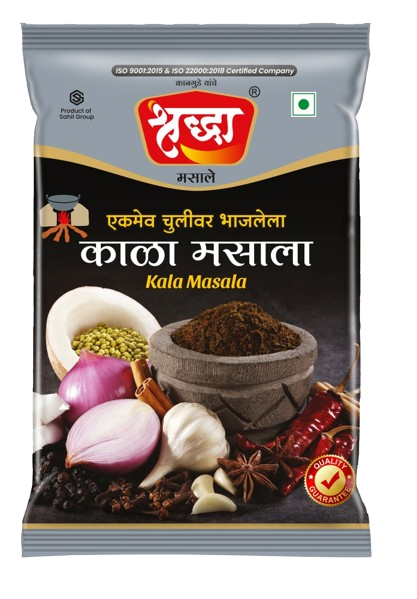 ISO 9001:2015 & ISO 22000:2018 Certified Company
कानगुडे यांचे
®
Product of
Sahil Group
श्रद्धा
मसाले
एकमेव चुलीवर भाजलेला
काळा मसाला
Kala Masala
QUALITY
GUARANTEE